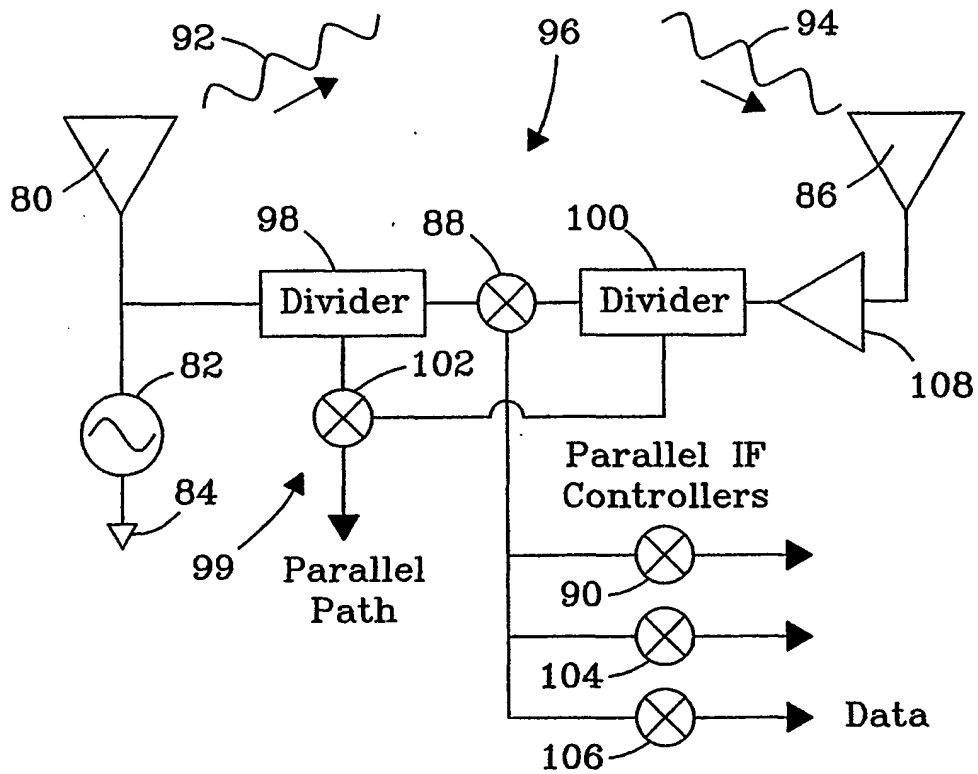 92
96
94
80
86
98
88
100
Divider
Divider
82
102
108
84
Parallel IF
Controllers
99
Parallel
Path
90
104
106
Data